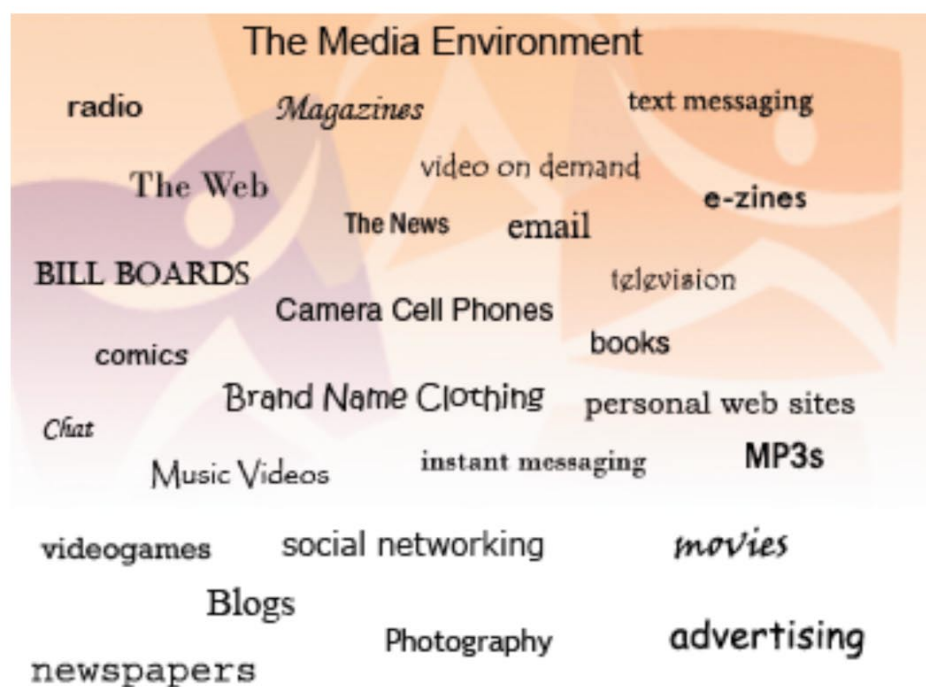 The Media Environment
radio Magazines text messaging
The Web video on demand e-zines
The News email
BILL BOARDS television
Camera Cell Phones
comics books
Brand Name Clothing personal web sites
Chat
Music Videos instant messaging MP3s
videogames social networking movies
Blogs
Photography advertising
newspapers